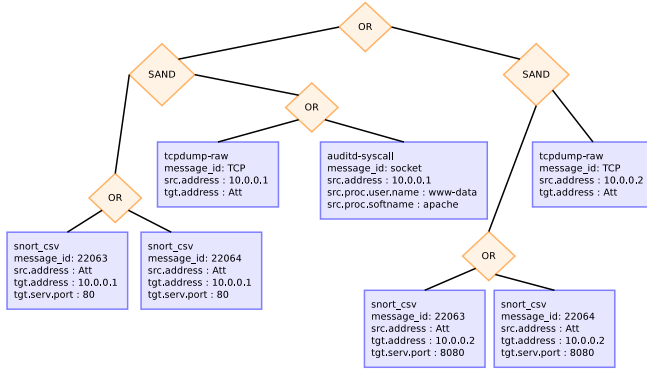 OR
SAND
SAND
OR
tcpdump-raw
message_id: TCP
src.address : 10.0.0.1
tgt.address : Att
auditd-syscall
message_id: socket
src.address : 10.0.0.1
src.proc.user.name : www-data
src.proc.softname : apache
tcpdump-raw
message_id: TCP
src.address : 10.0.0.2
tgt.address : Att
OR
snort_csv
message_id: 22063
src.address : Att
tgt.address : 10.0.0.1
tgt.serv.port : 80
snort_csv
message_id: 22064
src.address : Att
tgt.address : 10.0.0.1
tgt.serv.port : 80
OR
snort_csv
message_id: 22063
src.address : Att
tgt.address : 10.0.0.2
tgt.serv.port : 8080
snort_csv
message_id: 22064
src.address : Att
tgt.address : 10.0.0.2
tgt.serv.port : 8080